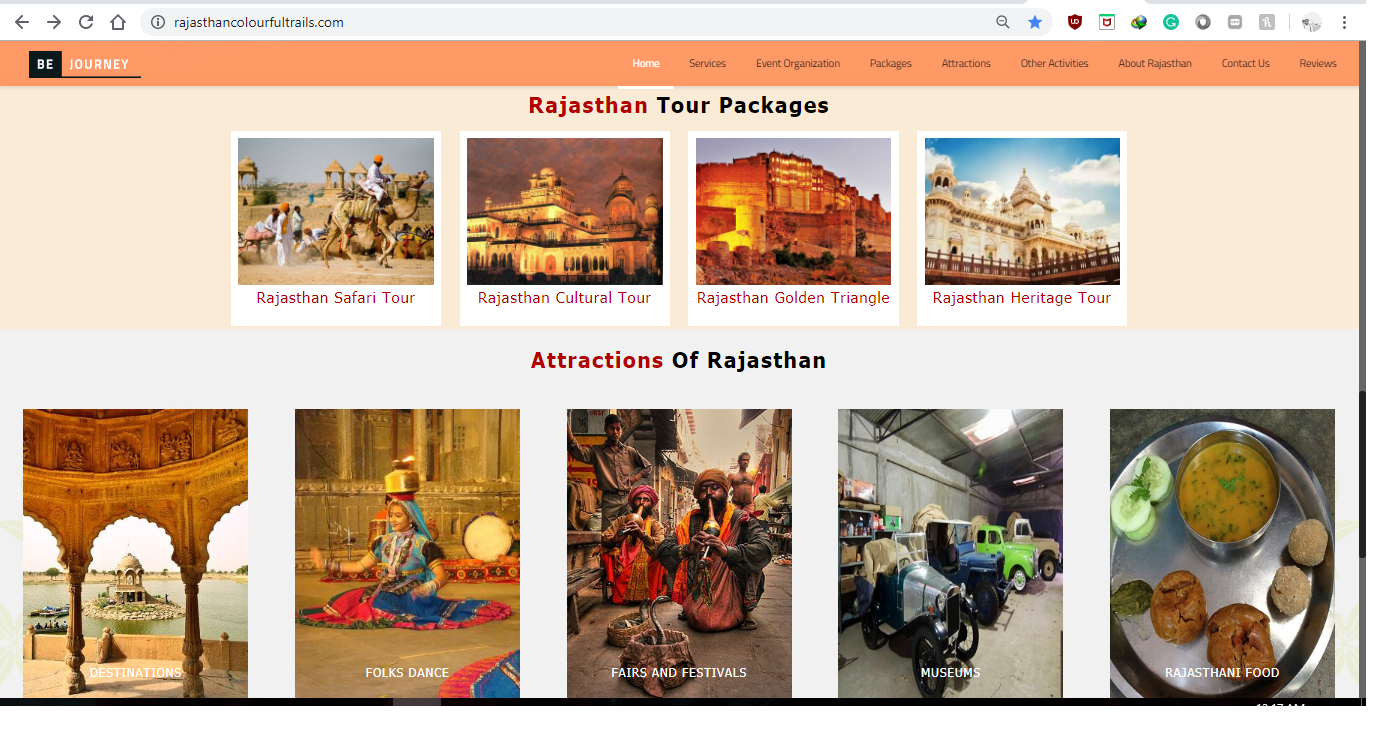 rajasthancolourfultrails.com
BE JOURNEY
Home Services Event Organization Packages Attractions Other Activities About Rajasthan Contact Us Reviews
Rajasthan Tour Packages
Rajasthan Safari Tour Rajasthan Cultural Tour Rajasthan Golden Triangle Rajasthan Heritage Tour
Attractions Of Rajasthan
DESTINATIONS FOLKS DANCE FAIRS AND FESTIVALS MUSEUMS RAJASTHANI FOOD